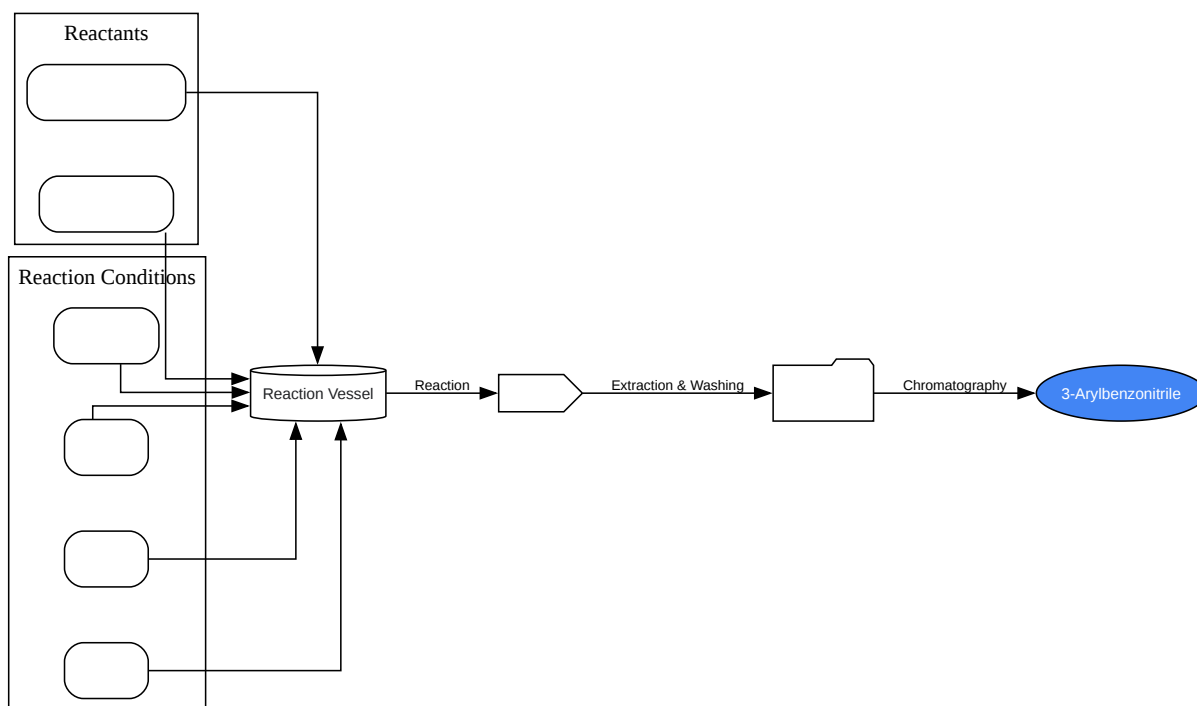 Reactants
Reaction Conditions
Reaction Vessel
Reaction
Extraction & Washing
Chromatography
3-Arylbenzonitrile